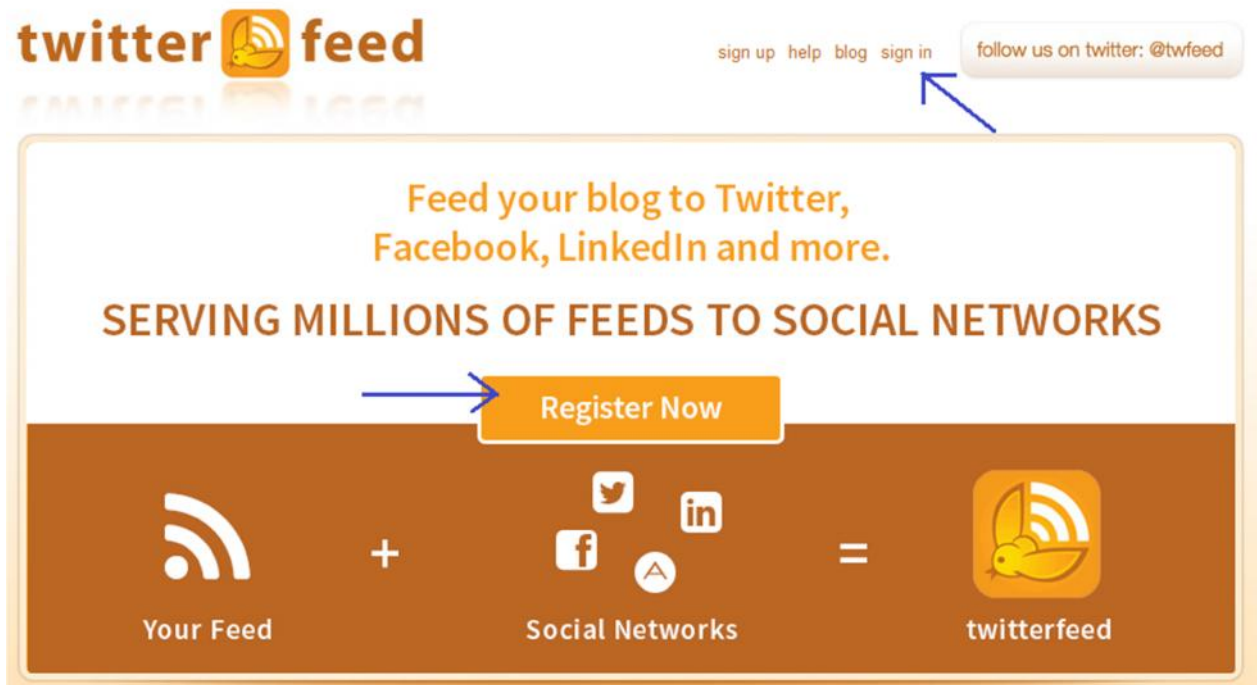 twitter feed
sign up help blog sign in
follow us on twitter: @twfeed
Feed your blog to Twitter,
Facebook, LinkedIn and more.
SERVING MILLIONS OF FEEDS TO SOCIAL NETWORKS
Register Now
+
in
f
=
Your Feed
Social Networks
twitterfeed